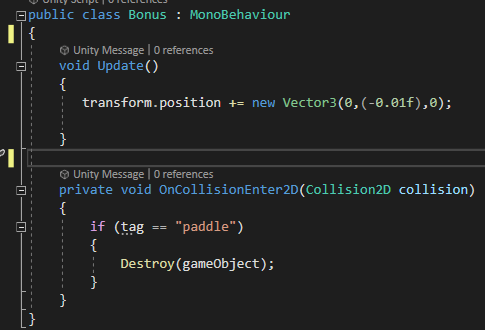 Unity Script | 0 references
public class Bonus : MonoBehaviour
{
Unity Message | 0 references
void Update()
{
transform.position += new Vector3(0,(-0.01f),0);
}
Unity Message | 0 references
private void OnCollisionEnter2D(Collision2D collision)
{
if (tag == "paddle")
{
Destroy(gameObject);
}
}
}